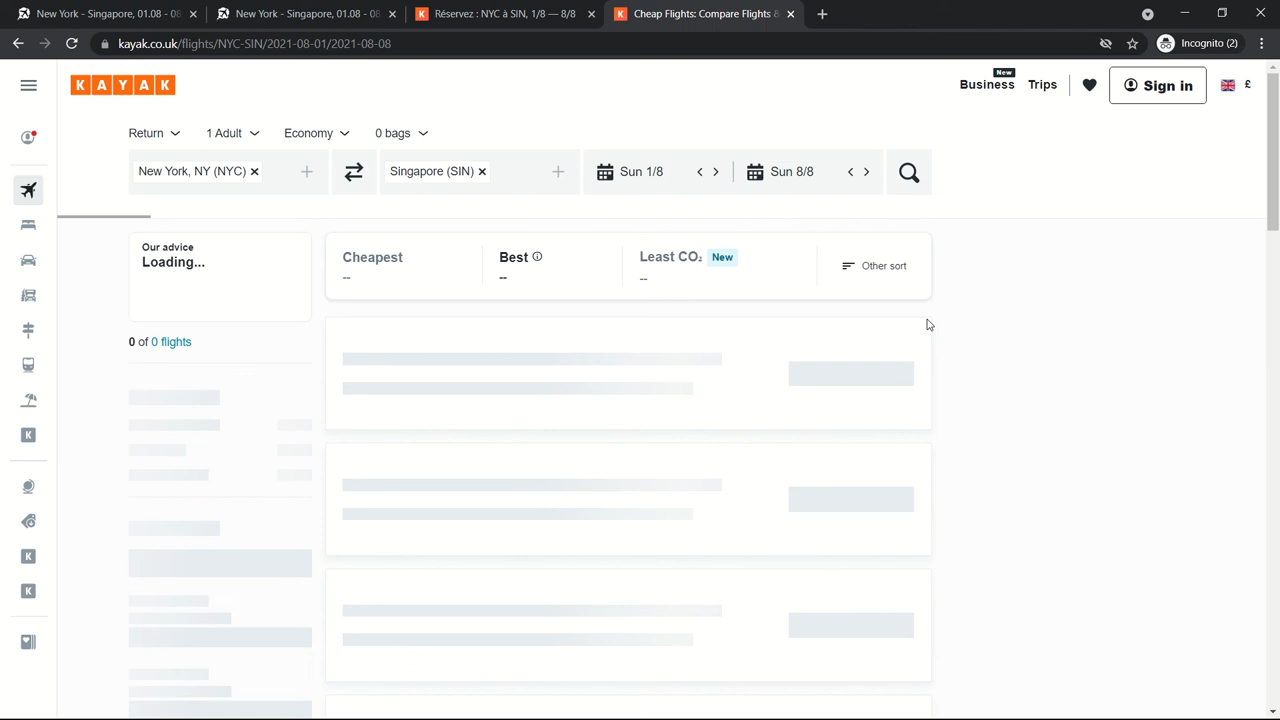 New York - Singapore, 01.08 - 08
New York - Singapore, 01.08 - 08
Réservez : NYC à SIN, 1/8 — 8/8
Cheap Flights: Compare Flights &
kayak.co.uk/flights/NYC-SIN/2021-08-01/2021-08-08
Incognito (2)
KAYAK
New
Business
Trips
Sign in
£
Return
1 Adult
Economy
0 bags
New York, NY (NYC)
Singapore (SIN)
Sun 1/8
Sun 8/8
Our advice
Loading...
Cheapest
--
Best
--
Least CO₂ New
--
Other sort
0 of 0 flights
K
K
K